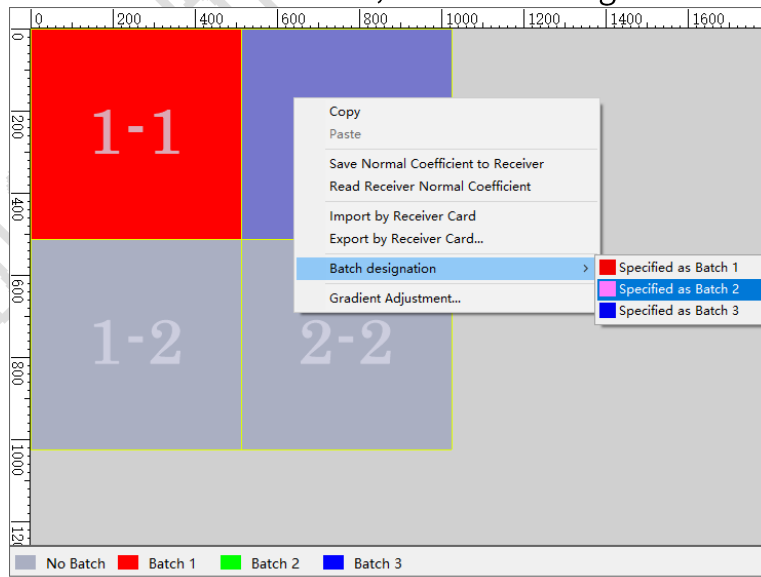 0 200 400 600 800 1000 1200 1400 1600
0
200
400
600
800
1000
1-1
Copy
Paste
Save Normal Coefficient to Receiver
Read Receiver Normal Coefficient
Import by Receiver Card
Export by Receiver Card...
Batch designation >
Gradient Adjustment...
Specified as Batch 1
Specified as Batch 2
Specified as Batch 3
1-2 2-2
No Batch Batch 1 Batch 2 Batch 3